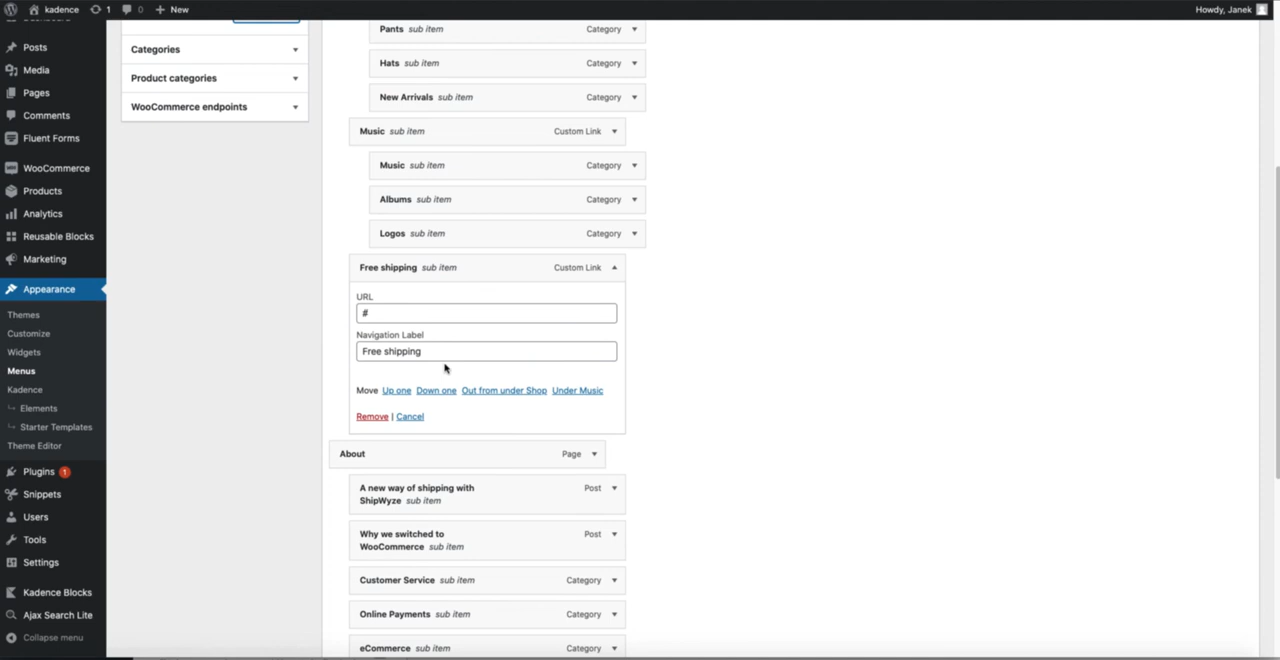 kadence 1 0 + New Howdy, Janek
Posts
Media
Pages
Comments
Fluent Forms
WooCommerce
Products
Analytics
Reusable Blocks
Marketing
Appearance
Themes
Customize
Widgets
Menus
Kadence
Elements
Starter Templates
Theme Editor
Plugins 1
Snippets
Users
Tools
Settings
Kadence Blocks
Ajax Search Lite
Collapse menu
Categories
Product categories
WooCommerce endpoints
Pants sub item Category
Hats sub item Category
New Arrivals sub item Category
Music sub item Custom Link
Music sub item Category
Albums sub item Category
Logos sub item Category
Free shipping sub item Custom Link
URL
#
Navigation Label
Free shipping
Move Up one Down one Out from under Shop Under Music
Remove | Cancel
About Page
A new way of shipping with Post
ShipWyze sub item
Why we switched to Post
WooCommerce sub item
Customer Service sub item Category
Online Payments sub item Category
eCommerce sub item Category